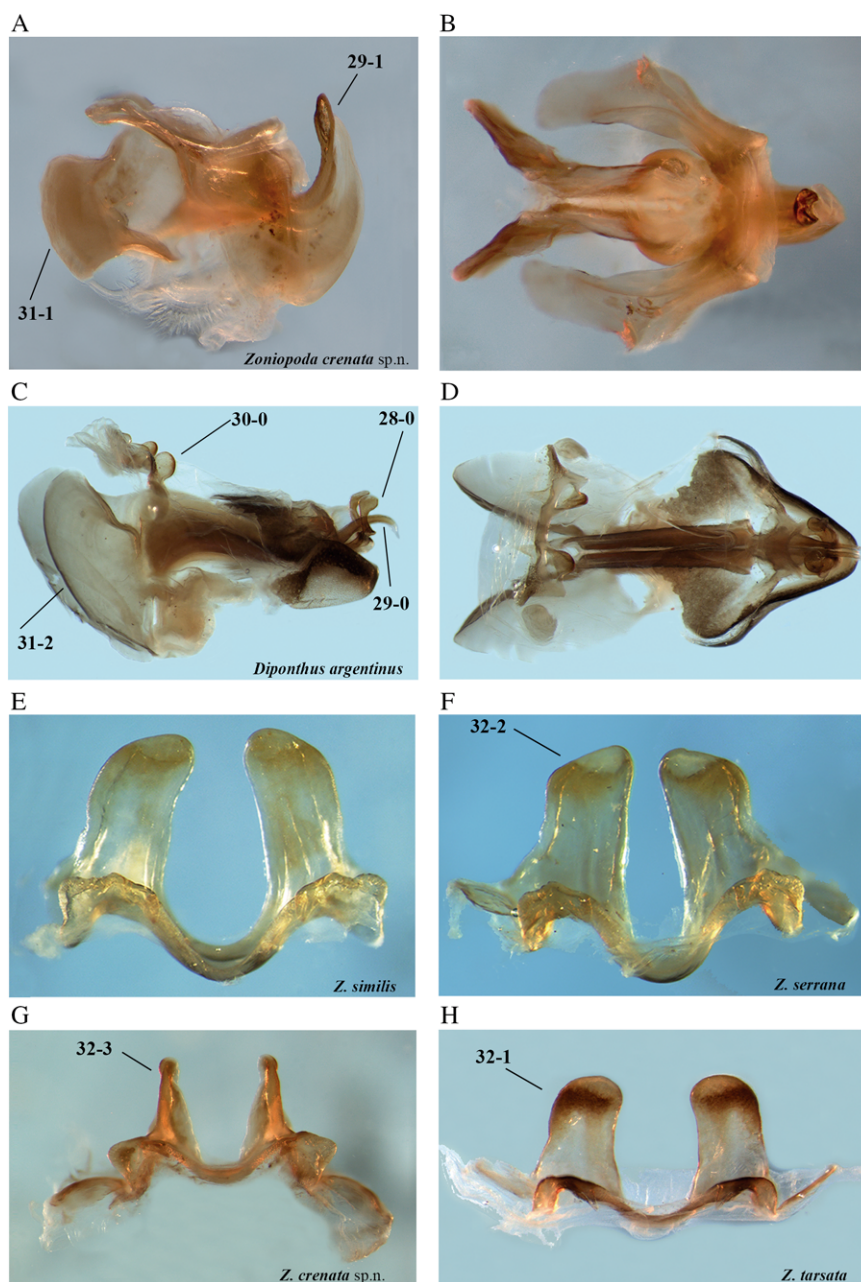 A
B
29-1
31-1
Zoniopoda crenata sp.n.
C
D
30-0
28-0
31-2
29-0
Diponthus argentinus
E
F
32-2
Z. similis
Z. serrana
G
H
32-3
32-1
Z. crenata sp.n.
Z. tarsata